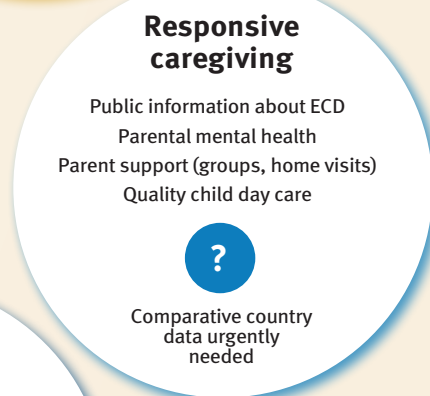 Responsive
caregiving
Public information about ECD
Parental mental health
Parent support (groups, home visits)
Quality child day care
?
Comparative country
data urgently
needed